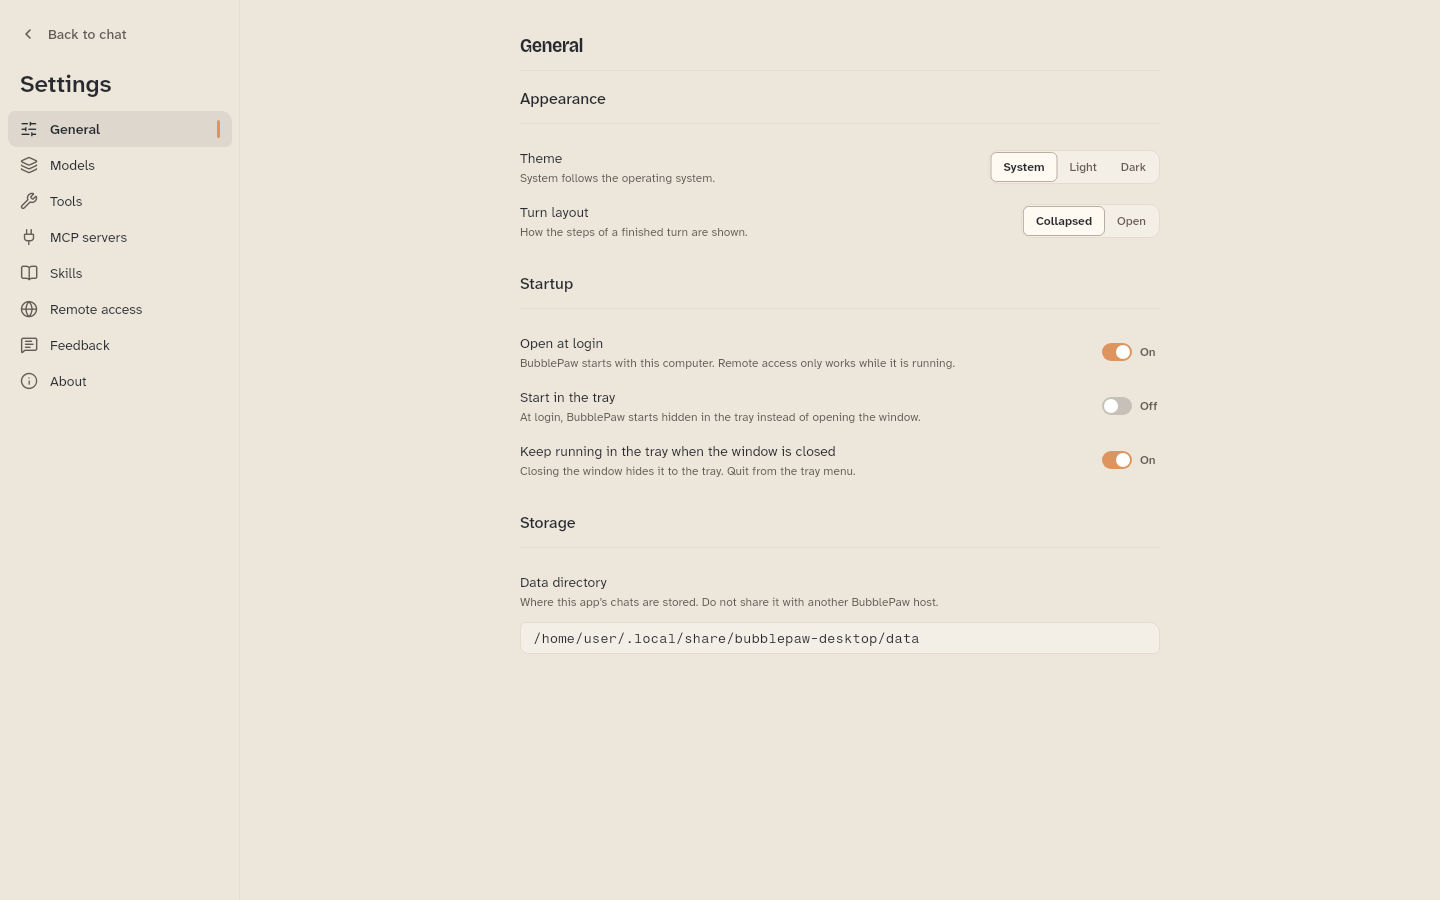 Back to chat
Settings
General
Models
Tools
MCP servers
Skills
Remote access
Feedback
About
General
Appearance
Theme
System follows the operating system.
System Light Dark
Turn layout
How the steps of a finished turn are shown.
Collapsed Open
Startup
Open at login
BubblePaw starts with this computer. Remote access only works while it is running.
On
Start in the tray
At login, BubblePaw starts hidden in the tray instead of opening the window.
Off
Keep running in the tray when the window is closed
Closing the window hides it to the tray. Quit from the tray menu.
On
Storage
Data directory
Where this app's chats are stored. Do not share it with another BubblePaw host.
/home/user/.local/share/bubblepaw-desktop/data